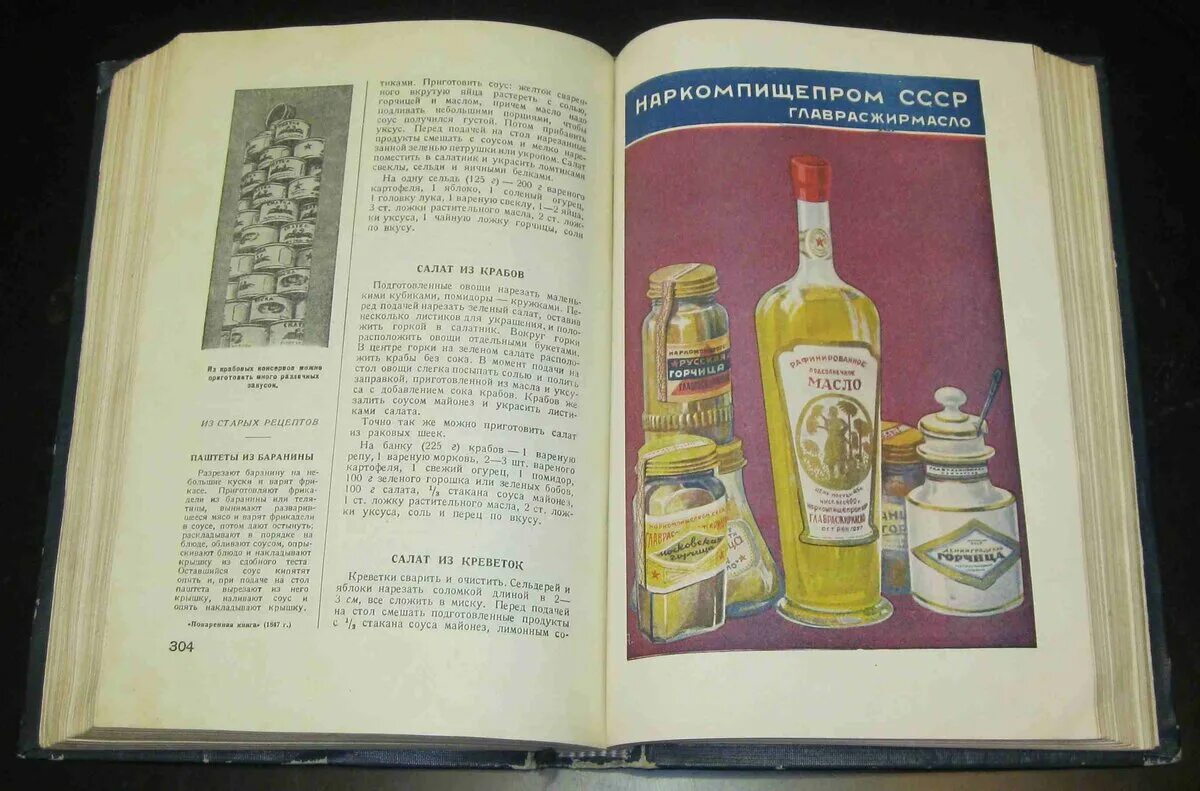 Из крабовых консервов можно
приготовить много различных
закусок.
ИЗ СТАРЫХ РЕЦЕПТОВ
ПАШТЕТЫ ИЗ БАРАНИНЫ
Разрезают баранину на не-
большие куски и варят фри-
касе. Приготовляют фрика-
дели из баранины или теля-
тины, вынимают разварив-
шееся мясо и варят фрикадели
в соусе, потом дают остынуть;
раскладывают в порядке на
блюде, обливают соусом, опры-
скивают блюдо и накладывают
крышку из сдобного теста.
Оставшийся соус кипятят
опять и, при подаче на стол
паштета вырезают из него
крышку, наливают соус и
опять накладывают крышку.
«Поваренная книга» (1847 г.)
304
тиками. Приготовить соус: желток сварен-
ного вкрутую яйца растереть с солью,
горчицей и маслом, причем масло надо
подливать небольшими порциями, чтобы
соус получился густой. Потом прибавить
уксус. Перед подачей на стол нарезанные
продукты смешать с соусом и мелко наре-
занной зеленью петрушки или укропом. Салат
поместить в салатник и украсить ломтиками
свеклы, сельди и яичными белками.
На одну сельдь (125 г) — 200 г вареного
картофеля, 1 яблоко, 1 соленый огурец,
1 головку лука, 1 вареную свеклу, 1—2 яйца,
3 ст. ложки растительного масла, 2 ст. лож-
ки уксуса, 1 чайную ложку горчицы, соли
по вкусу.
САЛАТ ИЗ КРАБОВ
Подготовленные овощи нарезать малень-
кими кубиками, помидоры — кружками. Пе-
ред подачей нарезать зеленый салат, оставив
несколько листиков для украшения, и поло-
жить горкой в салатник. Вокруг горки
расположить овощи отдельными букетами.
В центре горки на зеленом салате располо-
жить крабы без сока. В момент подачи на
стол овощи слегка посыпать солью и полить
заправкой, приготовленной из масла и уксу-
са с добавлением сока крабов. Крабов же
залить соусом майонез и украсить листи-
ками салата.
Точно так же можно приготовить салат
из раковых шеек.
На банку (225 г) крабов — 1 вареную
репу, 1 вареную морковь, 2—3 шт. вареного
картофеля, 1 свежий огурец, 1 помидор,
100 г зеленого горошка или зеленых бобов,
100 г салата, 1/2 стакана соуса майонез,
1 ст. ложку растительного масла, 2 ст. лож-
ки уксуса, соль и перец по вкусу.
САЛАТ ИЗ КРЕВЕТОК
Креветки сварить и очистить. Сельдерей и
яблоки нарезать соломкой длиной в 2—
3 см, все сложить в миску. Перед подачей
на стол смешать подготовленные продукты
с 1/2 стакана соуса майонез, лимонным со-
НАРКОМПИЩЕПРОМ СССР
ГЛАВРАСЖИРМАСЛО
РУССКАЯ
ГОРЧИЦА
РАФИНИРОВАННОЕ
ПОДСОЛНЕЧНОЕ
МАСЛО
НАРКОМПИЩЕПРОМ
ГЛАВРАСЖИРМАСЛО
МОСКОВСКАЯ
ГОРЧИЦА
ЛЕНИНГРАДСКАЯ
ГОРЧИЦА